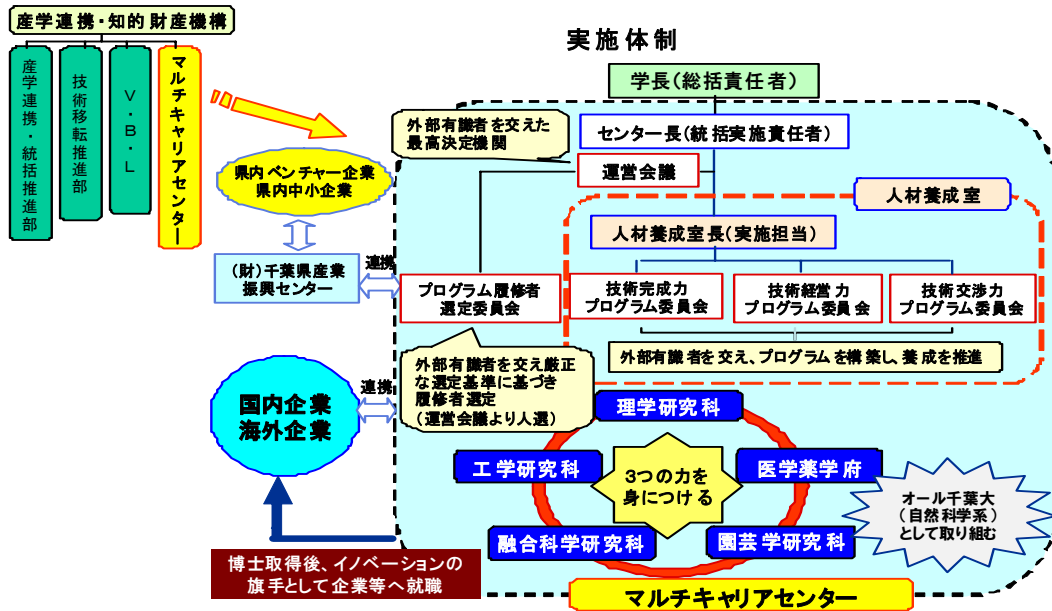 産学連携・知的財産機構
産学連携・統括推進部
技術移転推進部
V・B・L
マルチキャリアセンター
実施体制
学長(総括責任者)
センター長(統括実施責任者)
外部有識者を交えた
最高決定機関
運営会議
県内ベンチャー企業
県内中小企業
人材養成室
人材養成室長(実施担当)
(財)千葉県産業
振興センター
連携
プログラム履修者
選定委員会
技術完成力
プログラム委員会
技術経営力
プログラム委員会
技術交渉力
プログラム委員会
外部有識者を交え、プログラムを構築し、養成を推進
外部有識者を交え厳正
な選定基準に基づき
履修者選定
(運営会議より人選)
連携
国内企業
海外企業
理学研究科
工学研究科
3つの力を
身につける
医学薬学府
融合科学研究科
園芸学研究科
オール千葉大
(自然科学系)
として取り組む
博士取得後、イノベーションの
旗手として企業等へ就職
マルチキャリアセンター